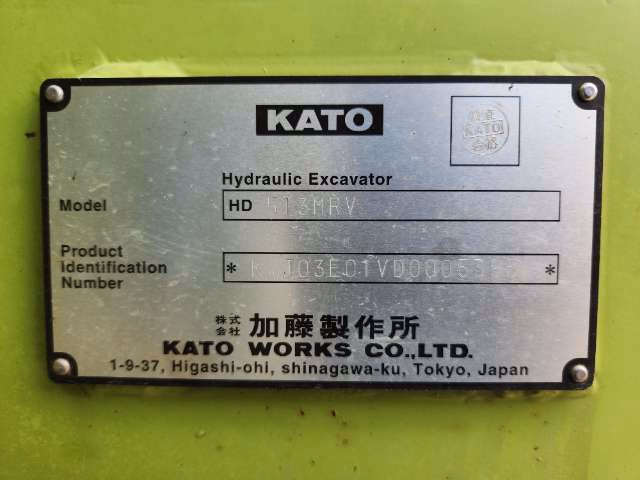 KATO
KATO
Hydraulic Excavator
Model
HD 513MRV
Product
Identification
Number
* *
株式
会社
加藤製作所
KATO WORKS CO.,LTD.
1-9-37, Higashi-ohi, shinagawa-ku, Tokyo, Japan